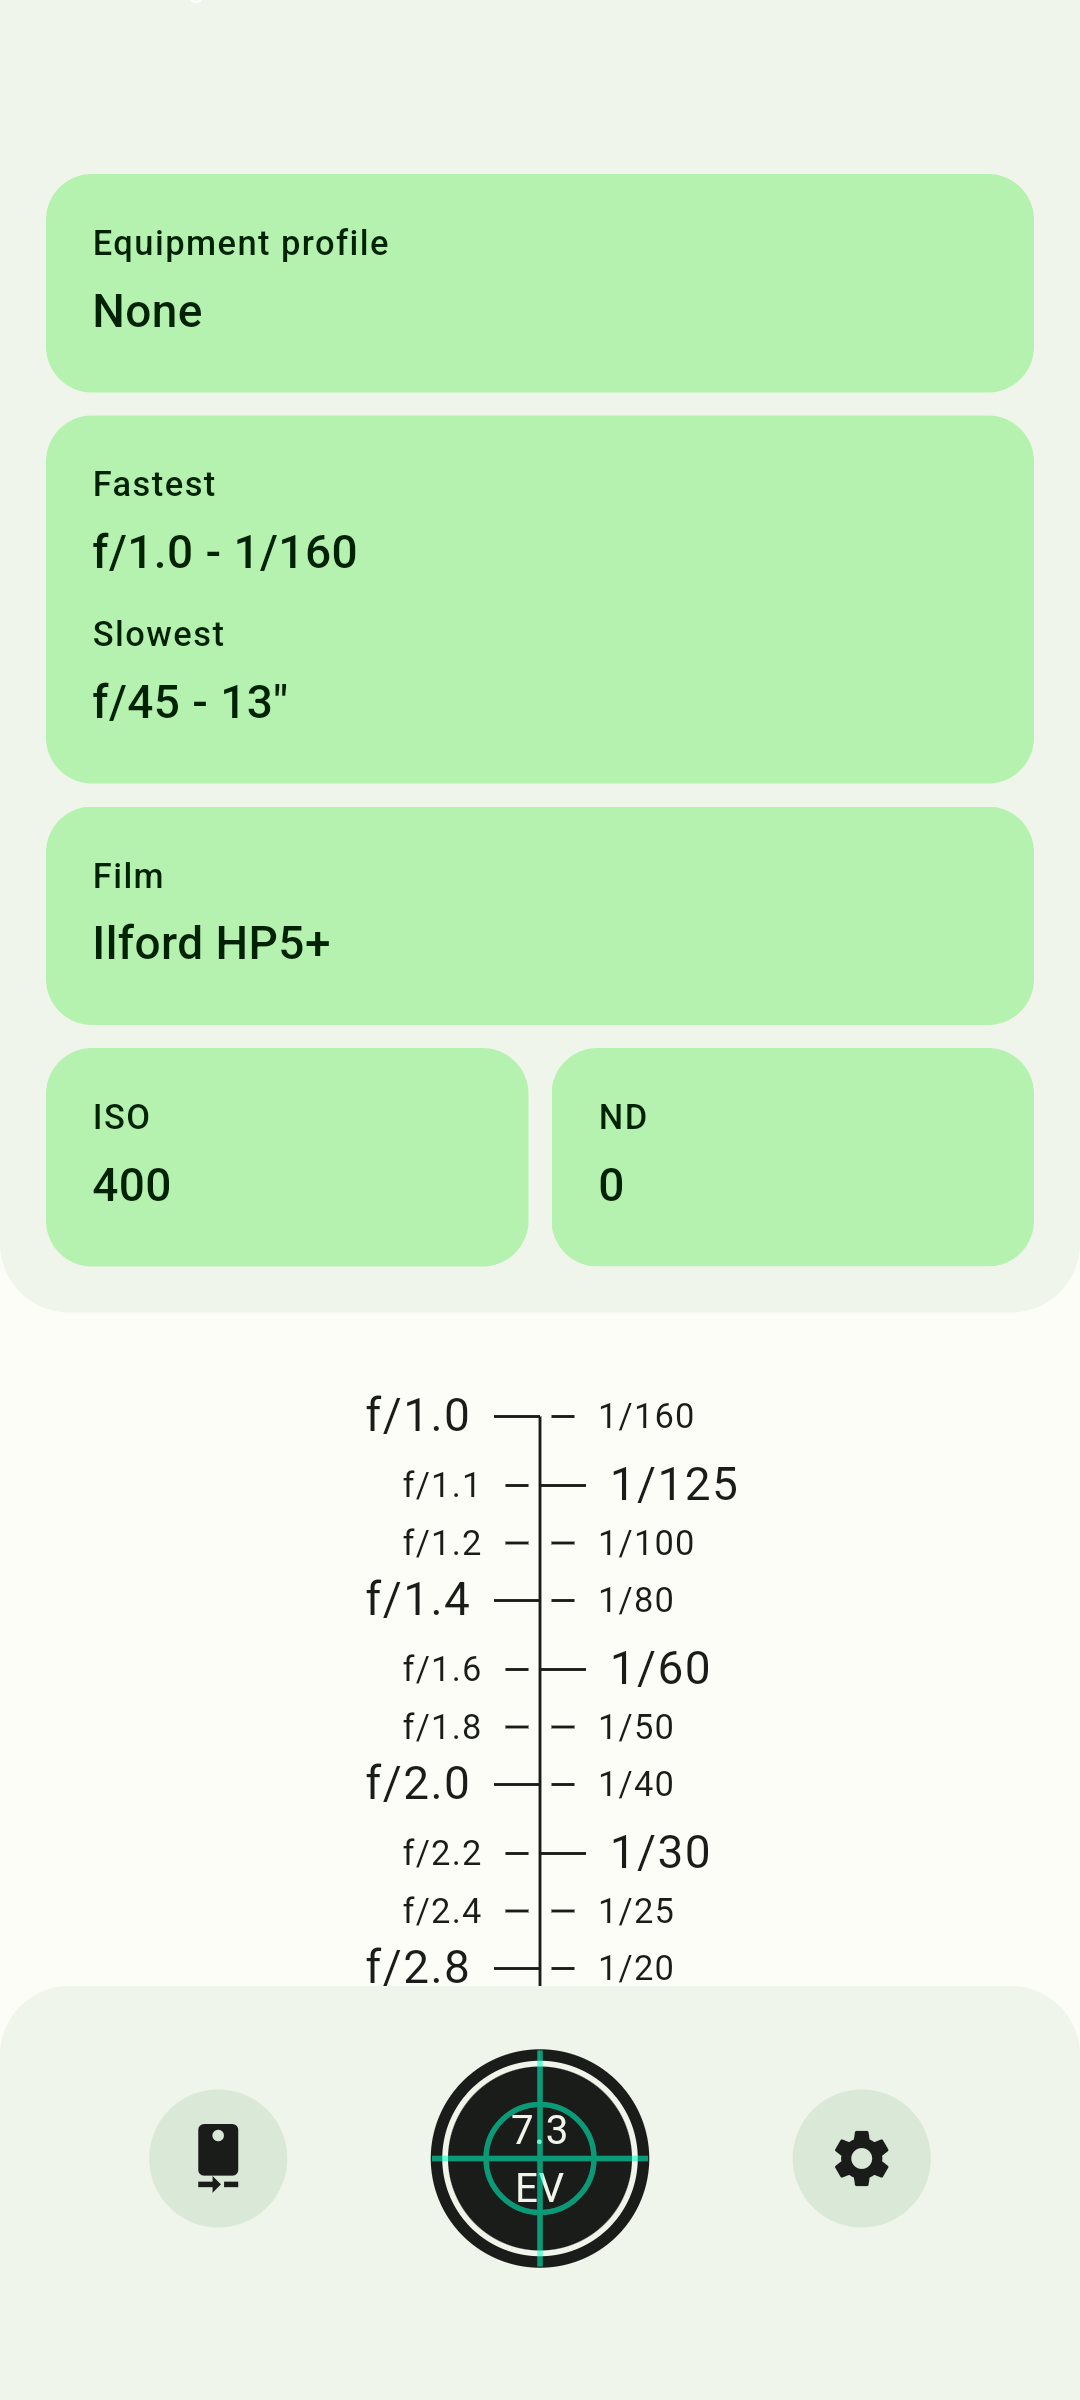 Equipment profile
None
Fastest
f/1.0 - 1/160
Slowest
f/45 - 13"
Film
Ilford HP5+
ISO
400
ND
0
f/1.0 1/160
f/1.1 1/125
f/1.2 1/100
f/1.4 1/80
f/1.6 1/60
f/1.8 1/50
f/2.0 1/40
f/2.2 1/30
f/2.4 1/25
f/2.8 1/20
7.3
EV